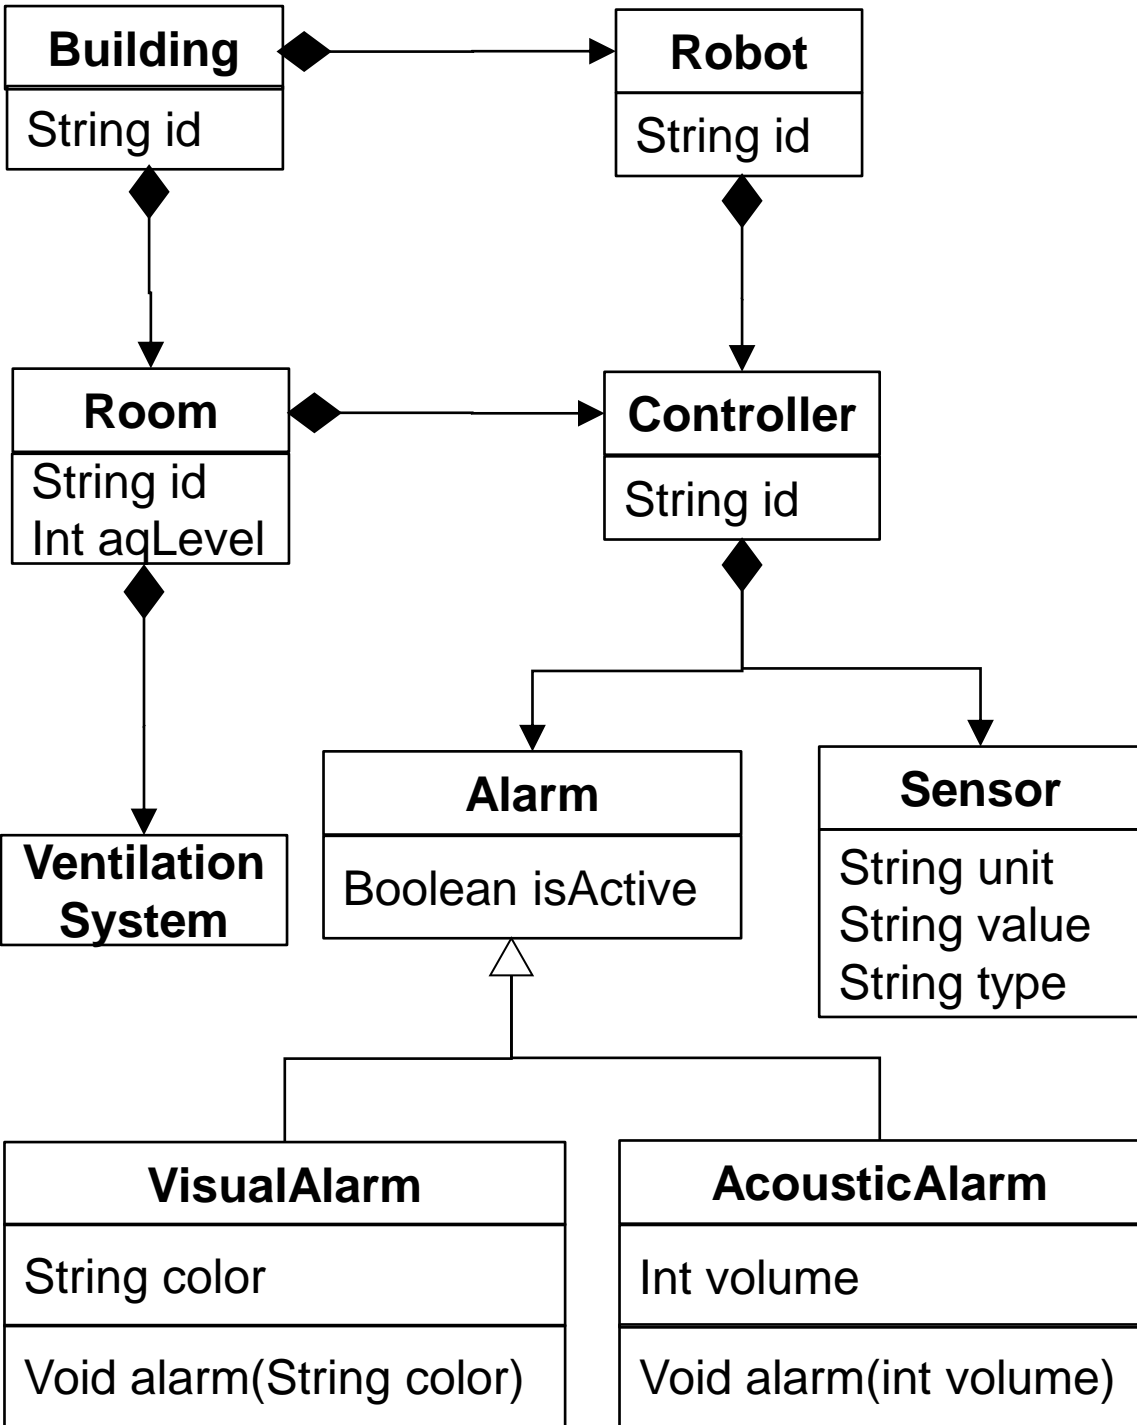 Building
String id
Robot
String id
Room
String id
Int aqLevel
Controller
String id
Ventilation
System
Alarm
Boolean isActive
Sensor
String unit
String value
String type
VisualAlarm
String color
Void alarm(String color)
AcousticAlarm
Int volume
Void alarm(int volume)